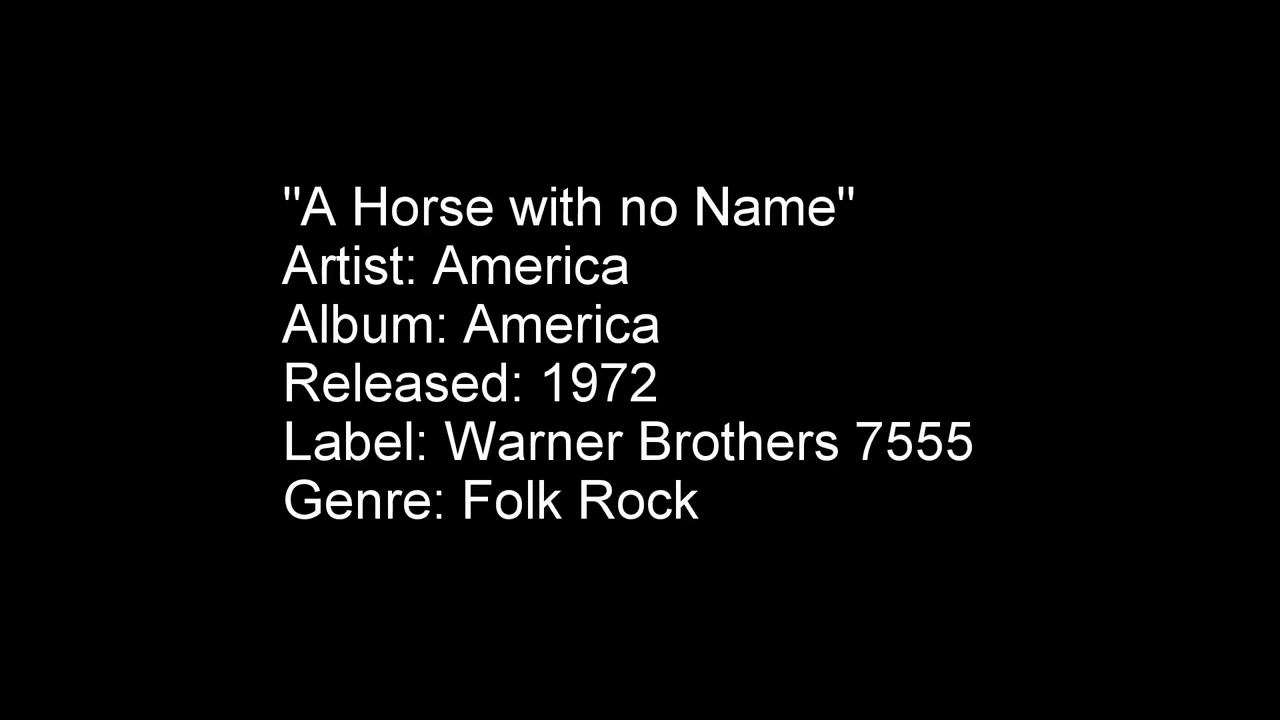 "A Horse with no Name"
Artist: America
Album: America
Released: 1972
Label: Warner Brothers 7555
Genre: Folk Rock